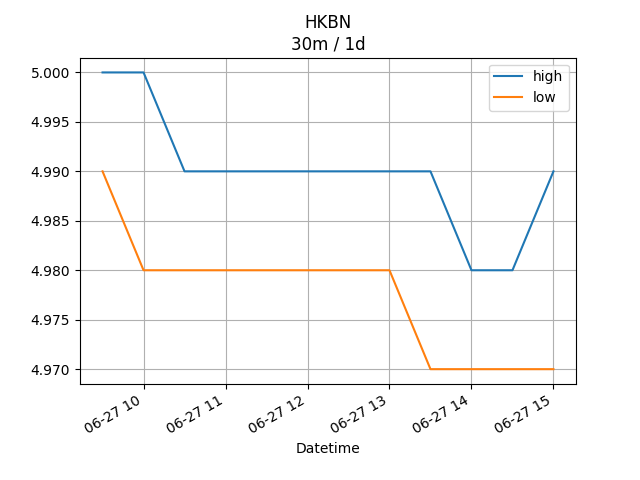 HKBN
30m / 1d
high
low
5.000
4.995
4.990
4.985
4.980
4.975
4.970
06-27 10
06-27 11
06-27 12
06-27 13
06-27 14
06-27 15
Datetime